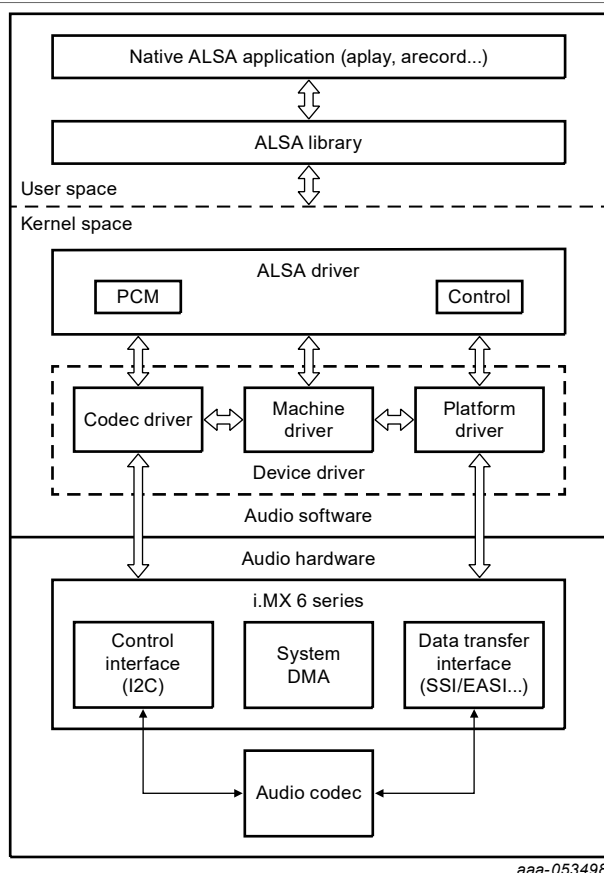 Native ALSA application (aplay, arecord...)
ALSA library
User space
Kernel space
ALSA driver
PCM
Control
Codec driver
Machine
driver
Platform
driver
Device driver
Audio software
Audio hardware
i.MX 6 series
Control
interface
(I2C)
System
DMA
Data transfer
interface
(SSI/EASI...)
Audio codec
aaa-053498